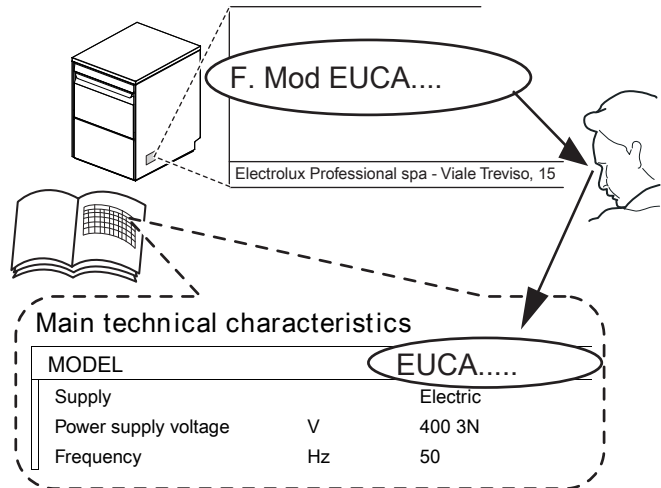 F. Mod EUCA....
Electrolux Professional spa - Viale Treviso, 15
Main technical characteristics
MODEL EUCA.....
Supply Electric
Power supply voltage V 400 3N
Frequency Hz 50